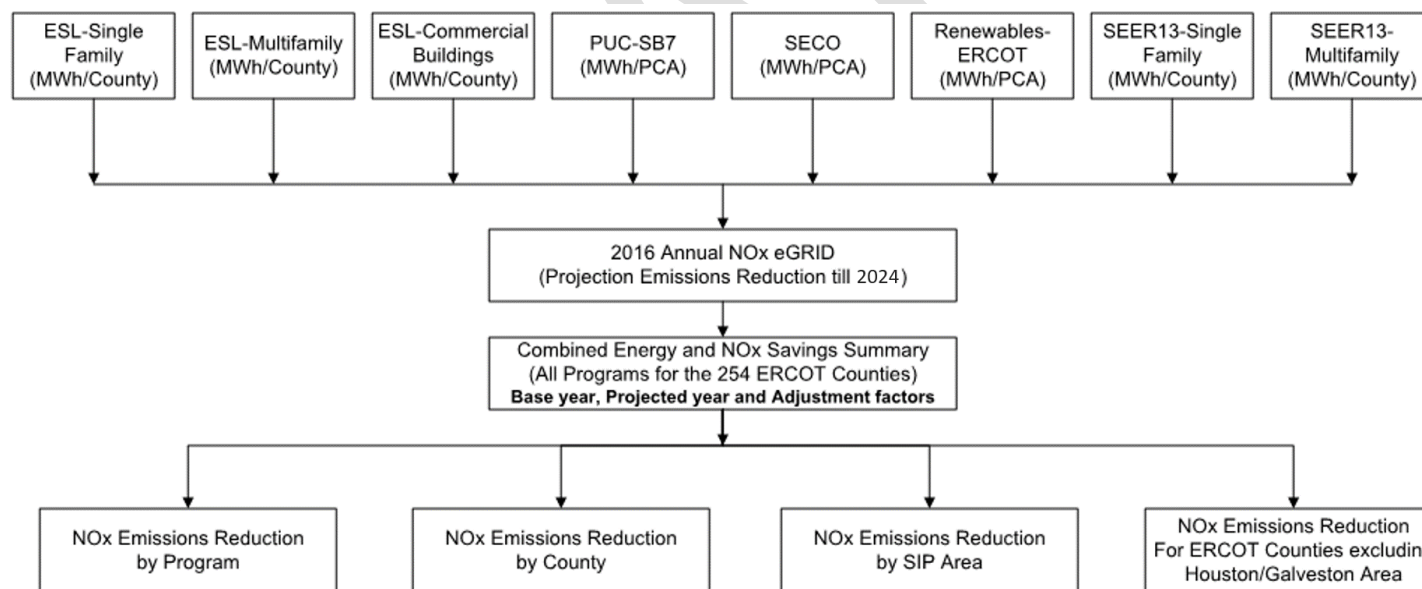 ESL-Single
Family
(MWh/County)
ESL-Multifamily
(MWh/County)
ESL-Commercial
Buildings
(MWh/County)
PUC-SB7
(MWh/PCA)
SECO
(MWh/PCA)
Renewables-
ERCOT
(MWh/PCA)
SEER13-Single
Family
(MWh/County)
SEER13-
Multifamily
(MWh/County)
2016 Annual NOx eGRID
(Projection Emissions Reduction till 2024)
Combined Energy and NOx Savings Summary
(All Programs for the 254 ERCOT Counties)
Base year, Projected year and Adjustment factors
NOx Emissions Reduction
by Program
NOx Emissions Reduction
by County
NOx Emissions Reduction
by SIP Area
NOx Emissions Reduction
For ERCOT Counties excludin
Houston/Galveston Area